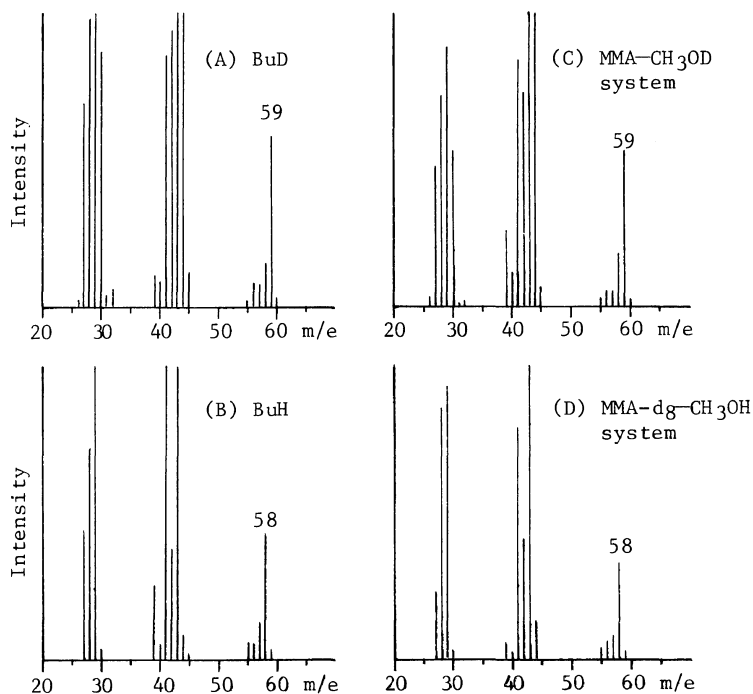 (A) BuD
59
Intensity
20 30 40 50 60 m/e
(C) MMA—CH₃OD
system
59
20 30 40 50 60 m/e
(B) BuH
58
Intensity
20 30 40 50 60 m/e
(D) MMA-d₈—CH₃OH
system
58
20 30 40 50 60 m/e